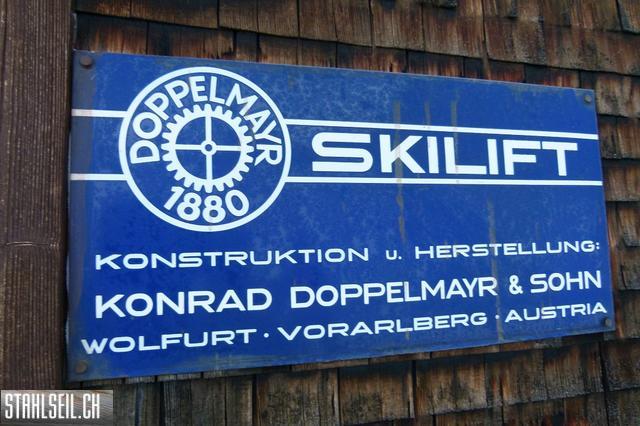 DOPPELMAYR
1880
SKILIFT
KONSTRUKTION u. HERSTELLUNG:
KONRAD DOPPELMAYR & SOHN
WOLFURT · VORARLBERG · AUSTRIA
STAHLSEIL.CH